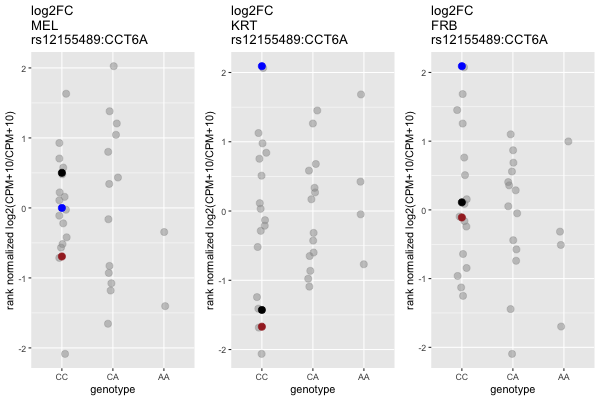 log2FC
MEL
rs12155489:CCT6A
rank normalized log2(CPM+10/CPM+10)
2
1
0
-1
-2
CC CA AA
genotype
log2FC
KRT
rs12155489:CCT6A
rank normalized log2(CPM+10/CPM+10)
2
1
0
-1
-2
CC CA AA
genotype
log2FC
FRB
rs12155489:CCT6A
rank normalized log2(CPM+10/CPM+10)
2
1
0
-1
-2
CC CA AA
genotype